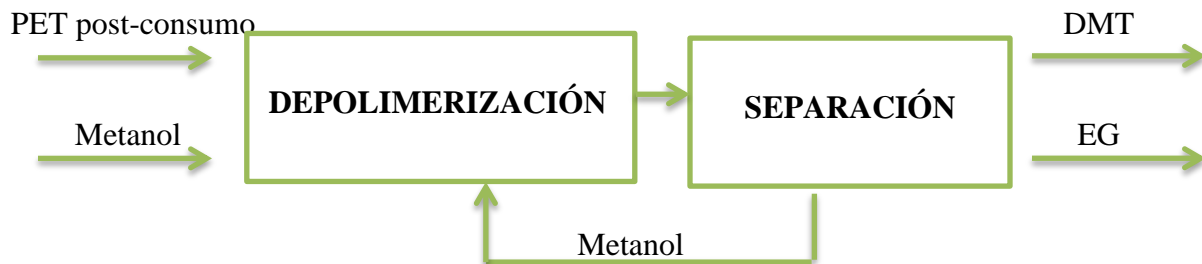 PET post-consumo
DMT
DEPOLIMERIZACIÓN
SEPARACIÓN
Metanol
EG
Metanol